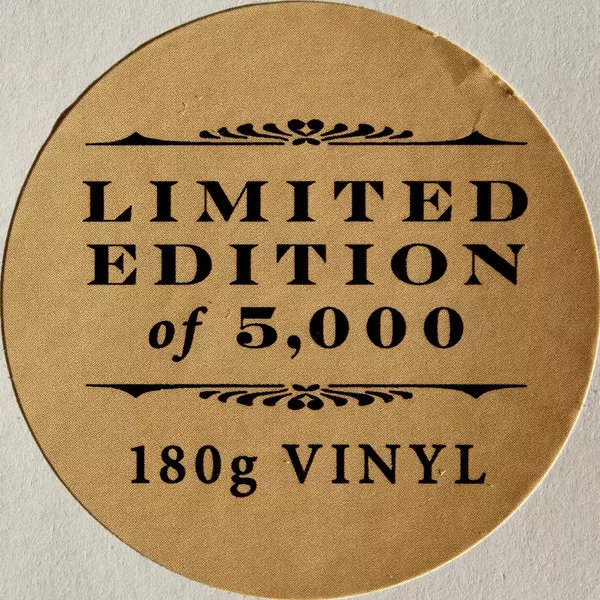 LIMITED
EDITION
of 5,000
180g VINYL